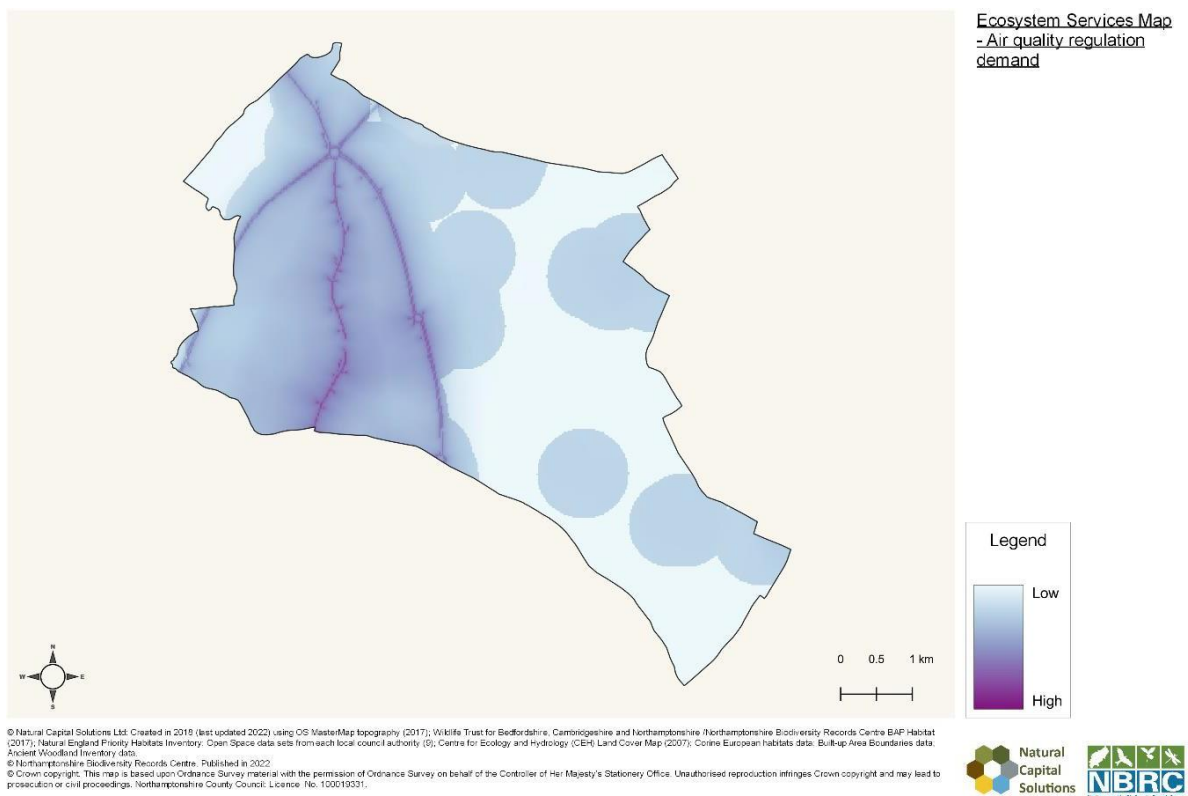 Ecosystem Services Map
- Air quality regulation
demand
Legend
Low
High
N
W
E
S
0 0.5 1 km
© Natural Capital Solutions Ltd: Created in 2018 (last updated 2022) using OS MasterMap topography (2017); Wildlife Trust for Bedfordshire, Cambridgeshire and Northamptonshire /Northamptonshire Biodiversity Records Centre BAP Habitat
(2017); Natural England Priority Habitats Inventory: Open Space data sets from each local council authority (9); Centre for Ecology and Hydrology (CEH) Land Cover Map (2007); Corine European habitats data: Built-up Area Boundaries data;
Ancient Woodland Inventory data.
© Northamptonshire Biodiversity Records Centre. Published in 2022
© Crown copyright. This map is based upon Ordnance Survey material with the permission of Ordnance Survey on behalf of the Controller of Her Majesty's Stationery Office. Unauthorised reproduction infringes Crown copyright and may lead to
prosecution or civil proceedings. Northamptonshire County Council: Licence No. 100019331.
Natural
Capital
Solutions
NBRC